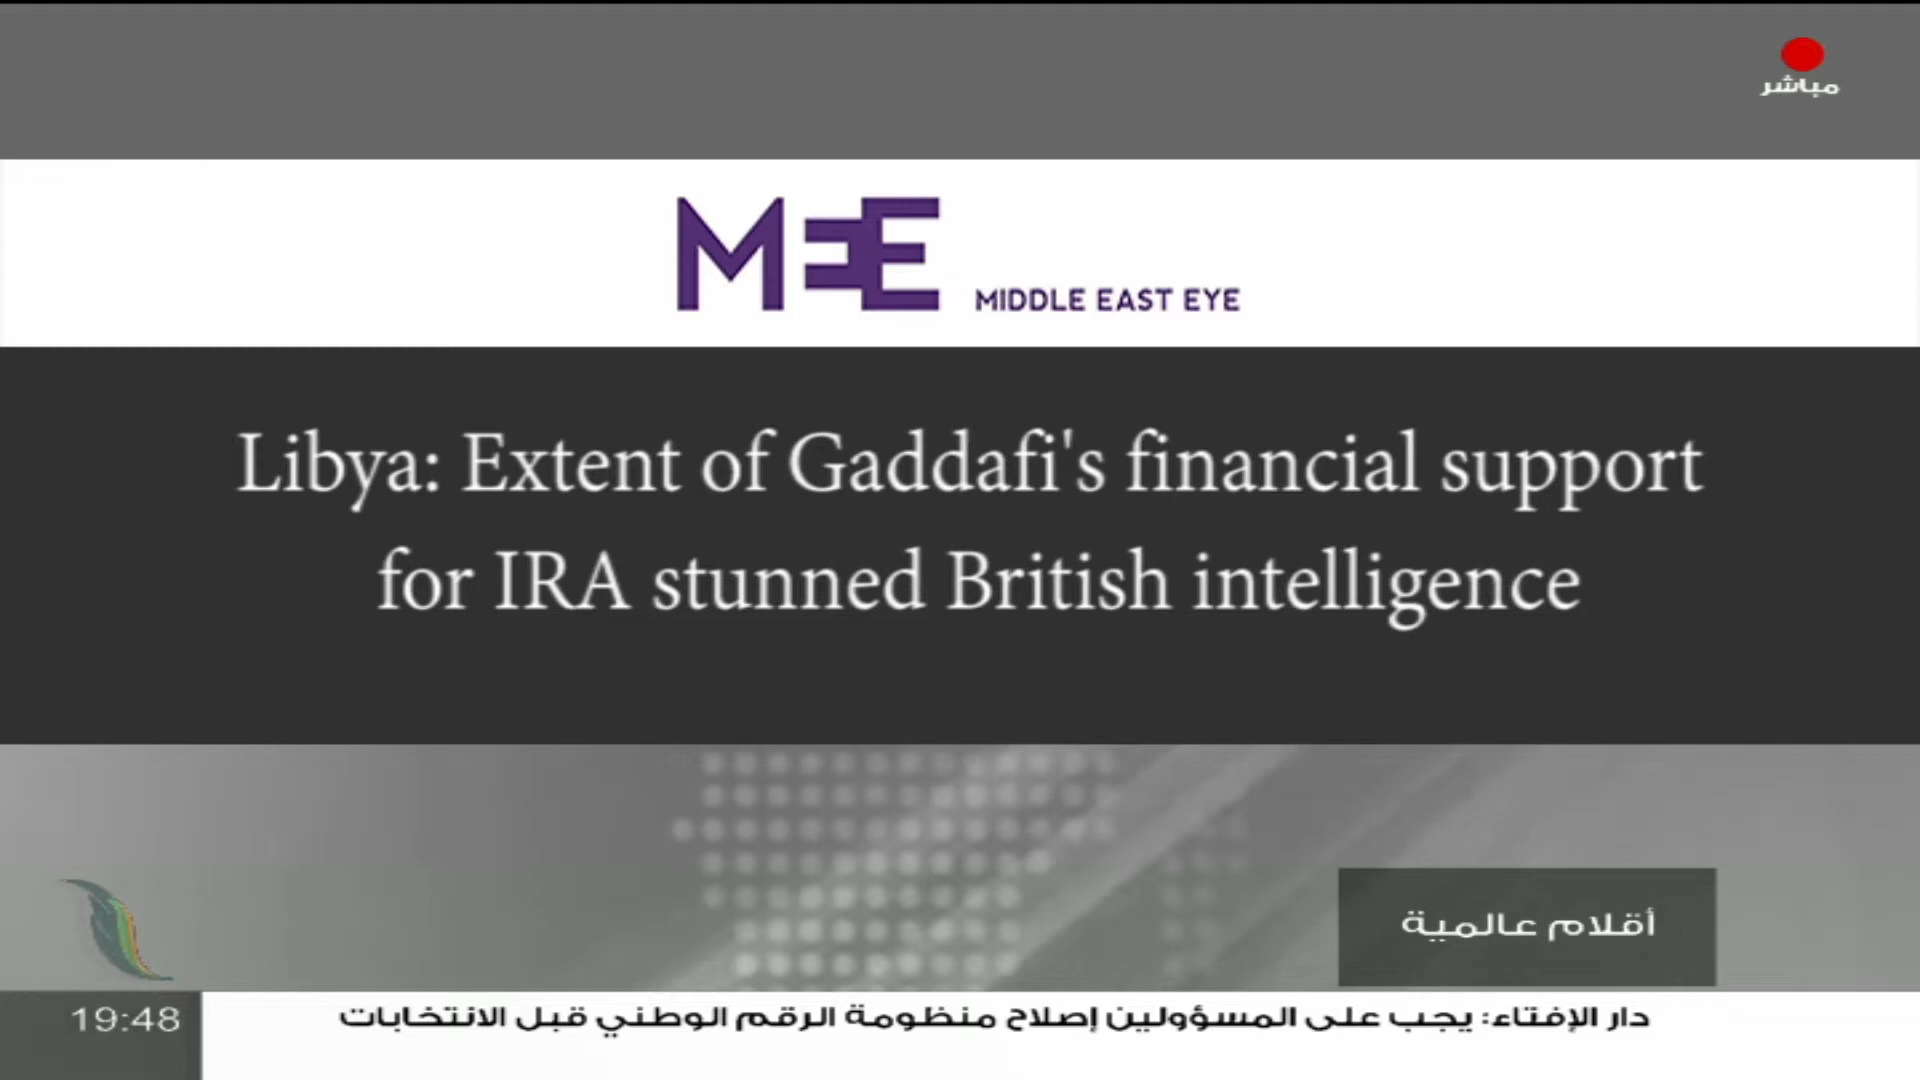 مباشر
MEE MIDDLE EAST EYE
Libya: Extent of Gaddafi's financial support
for IRA stunned British intelligence
أقلام عالمية
19:48
دار الإفتاء: يجب على المسؤولين إصلاح منظومة الرقم الوطني قبل الانتخابات